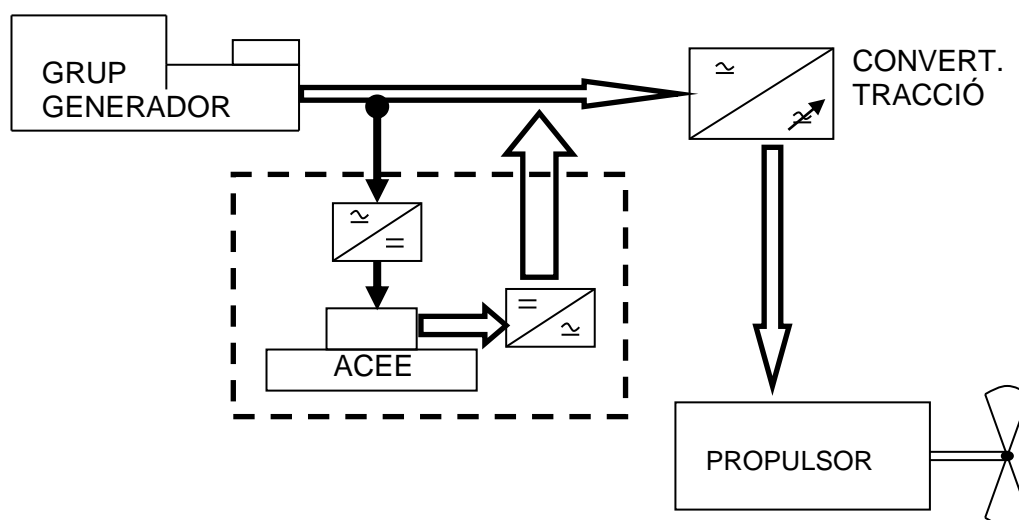 GRUP
GENERADOR
CONVERT.
TRACCIÓ
ACEE
PROPULSOR